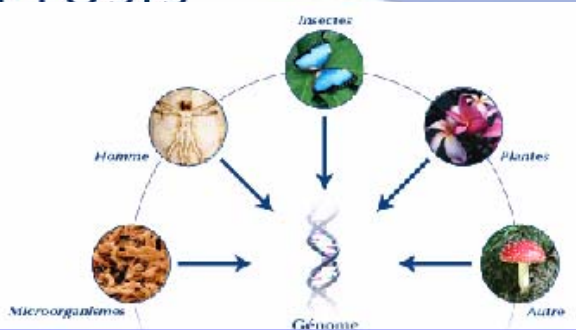 Insectes
Homme
Plantes
Microorganismes
Autre
Génome